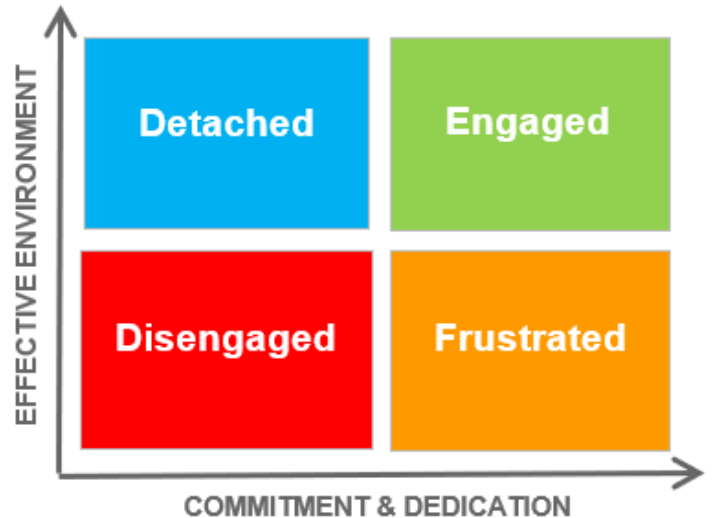 EFFECTIVE ENVIRONMENT
Detached
Engaged
Disengaged
Frustrated
COMMITMENT & DEDICATION